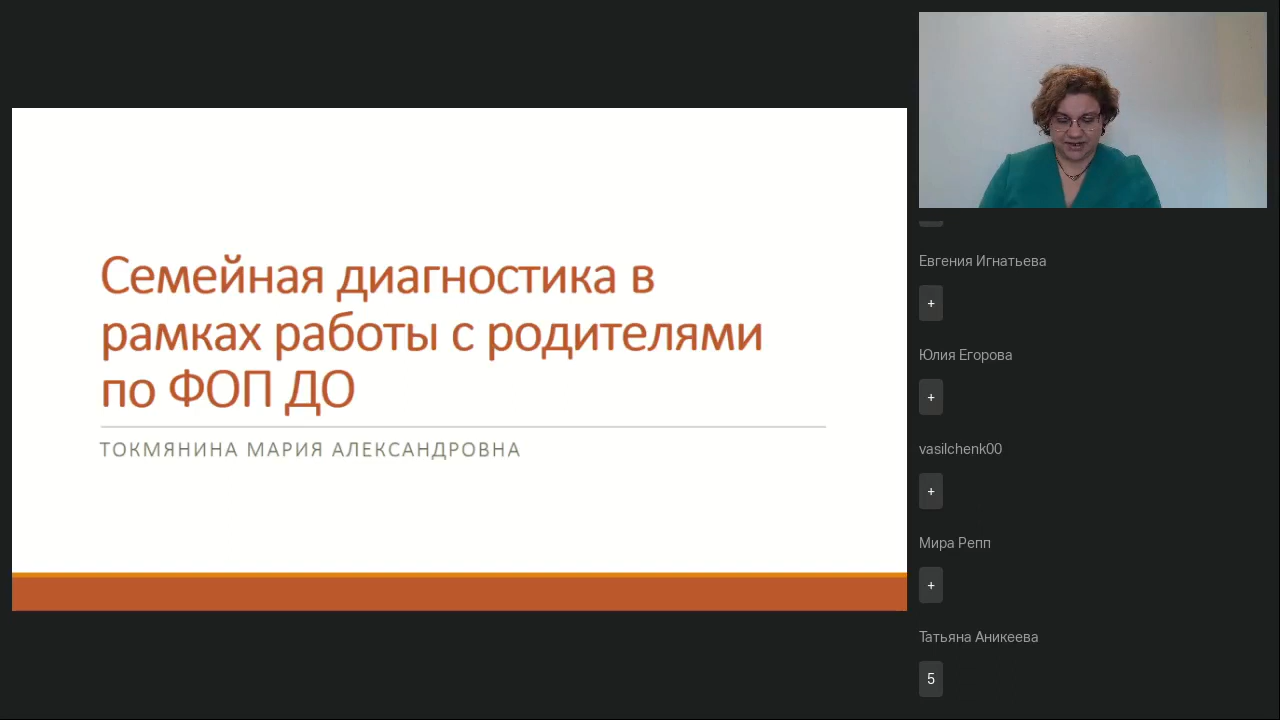 Семейная диагностика в
рамках работы с родителями
по ФОП ДО
ТОКМЯНИНА МАРИЯ АЛЕКСАНДРОВНА
Евгения Игнатьева
+
Юлия Егорова
+
vasilchenk00
+
Мира Репп
+
Татьяна Аникеева
5